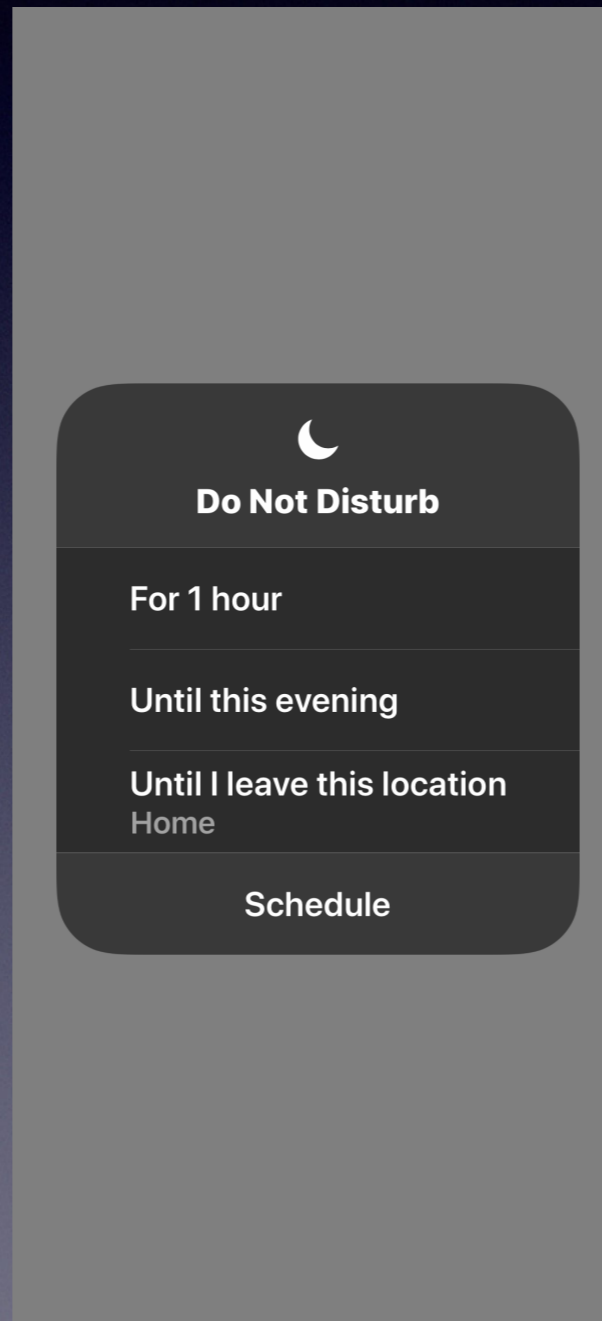 Do Not Disturb
For 1 hour
Until this evening
Until I leave this location
Home
Schedule